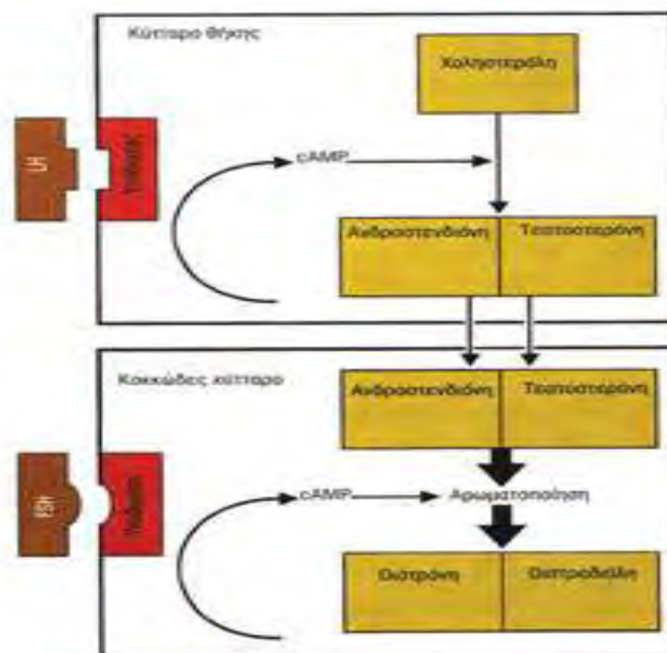 Κύτταρο θήκης
Χοληστερόλη
LH
cAMP
Ανδροστενδιόνη
Τεστοστερόνη
Κοκκώδες κύτταρο
Ανδροστενδιόνη
Τεστοστερόνη
FSH
cAMP
Αρωματοποίηση
Οιστρόνη
Οιστραδιόλη